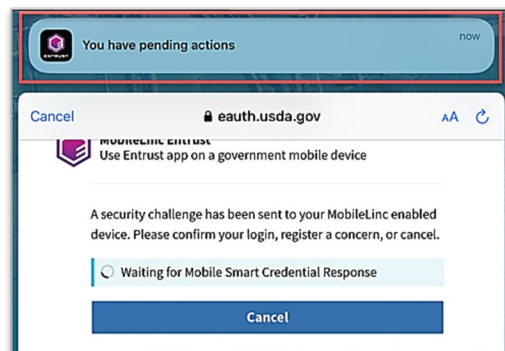 ENTRUST
You have pending actions
now
Cancel
eauth.usda.gov
AA
MobileLinc Entrust
Use Entrust app on a government mobile device
A security challenge has been sent to your MobileLinc enabled
device. Please confirm your login, register a concern, or cancel.
Waiting for Mobile Smart Credential Response
Cancel